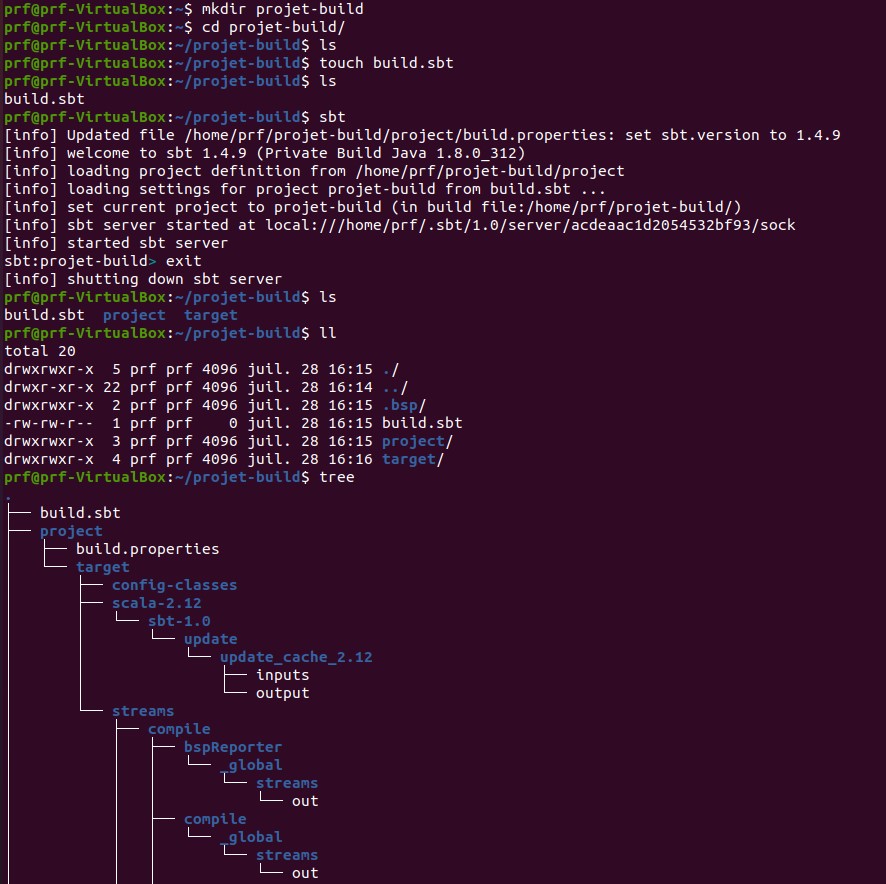 prf@prf-VirtualBox:~$ mkdir projet-build
prf@prf-VirtualBox:~$ cd projet-build/
prf@prf-VirtualBox:~/projet-build$ ls
prf@prf-VirtualBox:~/projet-build$ touch build.sbt
prf@prf-VirtualBox:~/projet-build$ ls
build.sbt
prf@prf-VirtualBox:~/projet-build$ sbt
[info] Updated file /home/prf/projet-build/project/build.properties: set sbt.version to 1.4.9
[info] welcome to sbt 1.4.9 (Private Build Java 1.8.0_312)
[info] loading project definition from /home/prf/projet-build/project
[info] loading settings for project projet-build from build.sbt ...
[info] set current project to projet-build (in build file:/home/prf/projet-build/)
[info] sbt server started at local:///home/prf/.sbt/1.0/server/acdeaac1d2054532bf93/sock
[info] started sbt server
sbt:projet-build> exit
[info] shutting down sbt server
prf@prf-VirtualBox:~/projet-build$ ls
build.sbt  project  target
prf@prf-VirtualBox:~/projet-build$ ll
total 20
drwxrwxr-x  5 prf prf 4096 juil. 28 16:15 ./
drwxr-xr-x 22 prf prf 4096 juil. 28 16:14 ../
drwxrwxr-x  2 prf prf 4096 juil. 28 16:15 .bsp/
-rw-rw-r--  1 prf prf    0 juil. 28 16:15 build.sbt
drwxrwxr-x  3 prf prf 4096 juil. 28 16:15 project/
drwxrwxr-x  4 prf prf 4096 juil. 28 16:16 target/
prf@prf-VirtualBox:~/projet-build$ tree
.
├── build.sbt
├── project
│   ├── build.properties
│   └── target
│       ├── config-classes
│       ├── scala-2.12
│       │   └── sbt-1.0
│       │       └── update
│       │           └── update_cache_2.12
│       │               ├── inputs
│       │               └── output
│       └── streams
│           ├── compile
│           │   ├── bspReporter
│           │   │   └── _global
│           │   │       └── streams
│           │   │           └── out
│           │   ├── compile
│           │   │   └── _global
│           │   │       └── streams
│           │   │           └── out